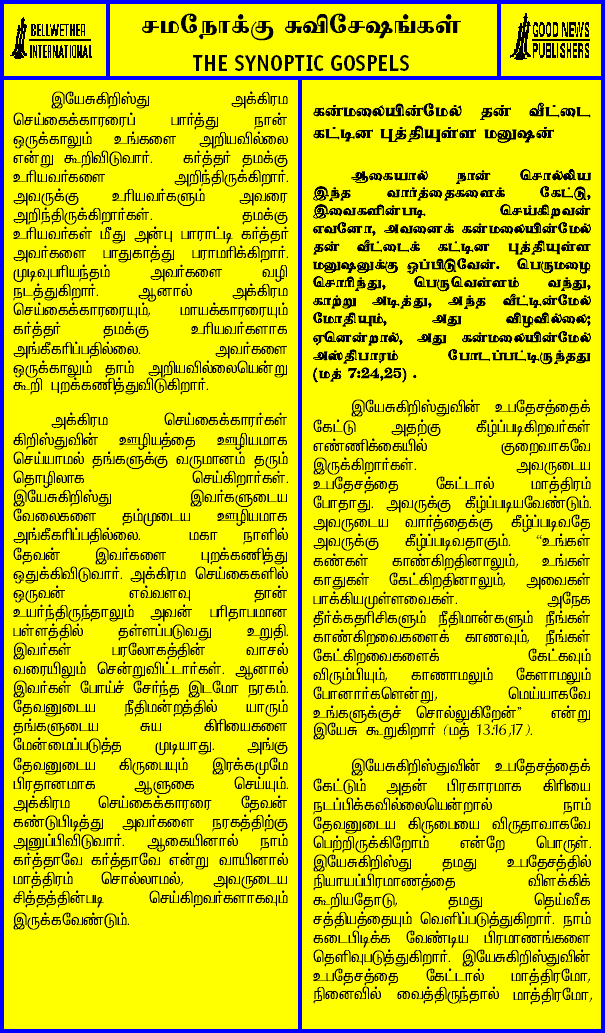 BELLWETHER
INTERNATIONAL
சமநோக்கு சுவிசேஷங்கள்
THE SYNOPTIC GOSPELS
GOOD NEWS
PUBLISHERS
இயேசுகிறிஸ்து அக்கிரம
செய்கைக்காரரைப் பார்த்து நான்
ஒருக்காலும் உங்களை அறியவில்லை
என்று கூறிவிடுவார். கர்த்தர் தமக்கு
உரியவர்களை அறிந்திருக்கிறார்.
அவருக்கு உரியவர்களும் அவரை
அறிந்திருக்கிறார்கள். தமக்கு
உரியவர்கள் மீது அன்பு பாராட்டி கர்த்தர்
அவர்களை பாதுகாத்து பராமரிக்கிறார்.
முடிவுபரியந்தம் அவர்களை வழி
நடத்துகிறார். ஆனால் அக்கிரம
செய்கைக்காரரையும், மாயக்காரரையும்
கர்த்தர் தமக்கு உரியவர்களாக
அங்கீகரிப்பதில்லை. அவர்களை
ஒருக்காலும் தாம் அறியவில்லையென்று
கூறி புறக்கணித்துவிடுகிறார்.
அக்கிரம செய்கைக்காரர்கள்
கிறிஸ்துவின் ஊழியத்தை ஊழியமாக
செய்யாமல் தங்களுக்கு வருமானம் தரும்
தொழிலாக செய்கிறார்கள்.
இயேசுகிறிஸ்து இவர்களுடைய
வேலைகளை தம்முடைய ஊழியமாக
அங்கீகரிப்பதில்லை. மகா நாளில்
தேவன் இவர்களை புறக்கணித்து
ஒதுக்கிவிடுவார். அக்கிரம செய்கைகளில்
ஒருவன் எவ்வளவு தான்
உயர்ந்திருந்தாலும் அவன் பரிதாபமான
பள்ளத்தில் தள்ளப்படுவது உறுதி.
இவர்கள் பரலோகத்தின் வாசல்
வரையிலும் சென்றுவிட்டார்கள். ஆனால்
இவர்கள் போய்ச் சேர்ந்த இடமோ நரகம்.
தேவனுடைய நீதிமன்றத்தில் யாரும்
தங்களுடைய சுய கிரியைகளை
மேன்மைப்படுத்த முடியாது. அங்கு
தேவனுடைய கிருபையும் இரக்கமுமே
பிரதானமாக ஆளுகை செய்யும்.
அக்கிரம செய்கைக்காரரை தேவன்
கண்டுபிடித்து அவர்களை நரகத்திற்கு
அனுப்பிவிடுவார். ஆகையினால் நாம்
கர்த்தாவே கர்த்தாவே என்று வாயினால்
மாத்திரம் சொல்லாமல், அவருடைய
சித்தத்தின்படி செய்கிறவர்களாகவும்
இருக்கவேண்டும்.
கன்மலையின்மேல் தன் வீட்டை
கட்டின புத்தியுள்ள மனுஷன்
ஆகையால் நான் சொல்லிய
இந்த வார்த்தைகளைக் கேட்டு,
இவைகளின்படி செய்கிறவன்
எவனோ, அவனைக் கன்மலையின்மேல்
தன் வீட்டைக் கட்டின புத்தியுள்ள
மனுஷனுக்கு ஒப்பிடுவேன். பெருமழை
சொரிந்து, பெருவெள்ளம் வந்து,
காற்று அடித்து, அந்த வீட்டின்மேல்
மோதியும், அது விழவில்லை;
ஏனென்றால், அது கன்மலையின்மேல்
அஸ்திபாரம் போடப்பட்டிருந்தது
(மத் 7:24,25) .
இயேசுகிறிஸ்துவின் உபதேசத்தைக்
கேட்டு அதற்கு கீழ்ப்படிகிறவர்கள்
எண்ணிக்கையில் குறைவாகவே
இருக்கிறார்கள். அவருடைய
உபதேசத்தை கேட்டால் மாத்திரம்
போதாது. அவருக்கு கீழ்ப்படியவேண்டும்.
அவருடைய வார்த்தைக்கு கீழ்ப்படிவதே
அவருக்கு கீழ்ப்படிவதாகும். “உங்கள்
கண்கள் காண்கிறதினாலும், உங்கள்
காதுகள் கேட்கிறதினாலும், அவைகள்
பாக்கியமுள்ளவைகள். அநேக
தீர்க்கதரிசிகளும் நீதிமான்களும் நீங்கள்
காண்கிறவைகளைக் காணவும், நீங்கள்
கேட்கிறவைகளைக் கேட்கவும்
விரும்பியும், காணாமலும் கேளாமலும்
போனார்களென்று, மெய்யாகவே
உங்களுக்குச் சொல்லுகிறேன்” என்று
இயேசு கூறுகிறார் (மத் 13:16,17).
இயேசுகிறிஸ்துவின் உபதேசத்தைக்
கேட்டும் அதன் பிரகாரமாக கிரியை
நடப்பிக்கவில்லையென்றால் நாம்
தேவனுடைய கிருபையை விருதாவாகவே
பெற்றிருக்கிறோம் என்றே பொருள்.
இயேசுகிறிஸ்து தமது உபதேசத்தில்
நியாயப்பிரமாணத்தை விளக்கிக்
கூறியதோடு, தமது தெய்வீக
சத்தியத்தையும் வெளிப்படுத்துகிறார். நாம்
கடைபிடிக்க வேண்டிய பிரமாணங்களை
தெளிவுபடுத்துகிறார். இயேசுகிறிஸ்துவின்
உபதேசத்தை கேட்டால் மாத்திரமோ,
நினைவில் வைத்திருந்தால் மாத்திரமோ,